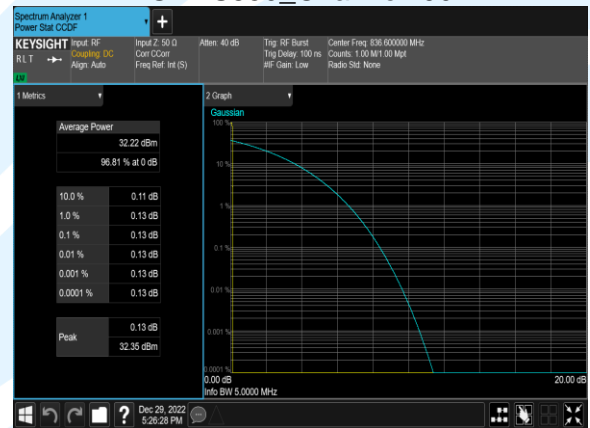 Spectrum Analyzer 1
Power Stat CCDF
+
KEYSIGHT
RLT
LXI
Input: RF
Coupling: DC
Align: Auto
Input Z: 50 Ω
Corr CCorr
Freq Ref: Int (S)
Atten: 40 dB
Trig: RF Burst
Trig Delay: 100 ns
#IF Gain: Low
Center Freq: 836.600000 MHz
Counts: 1.00 M/1.00 Mpt
Radio Std: None
1 Metrics
Average Power
32.22 dBm
96.81 % at 0 dB
10.0 % 0.11 dB
1.0 % 0.13 dB
0.1 % 0.13 dB
0.01 % 0.13 dB
0.001 % 0.13 dB
0.0001 % 0.13 dB
Peak
0.13 dB
32.35 dBm
2 Graph
Gaussian
100 %
10 %
1 %
0.1 %
0.01 %
0.001 %
0.0001 %
0.00 dB 20.00 dB
Info BW 5.0000 MHz
?
Dec 29, 2022
5:26:28 PM